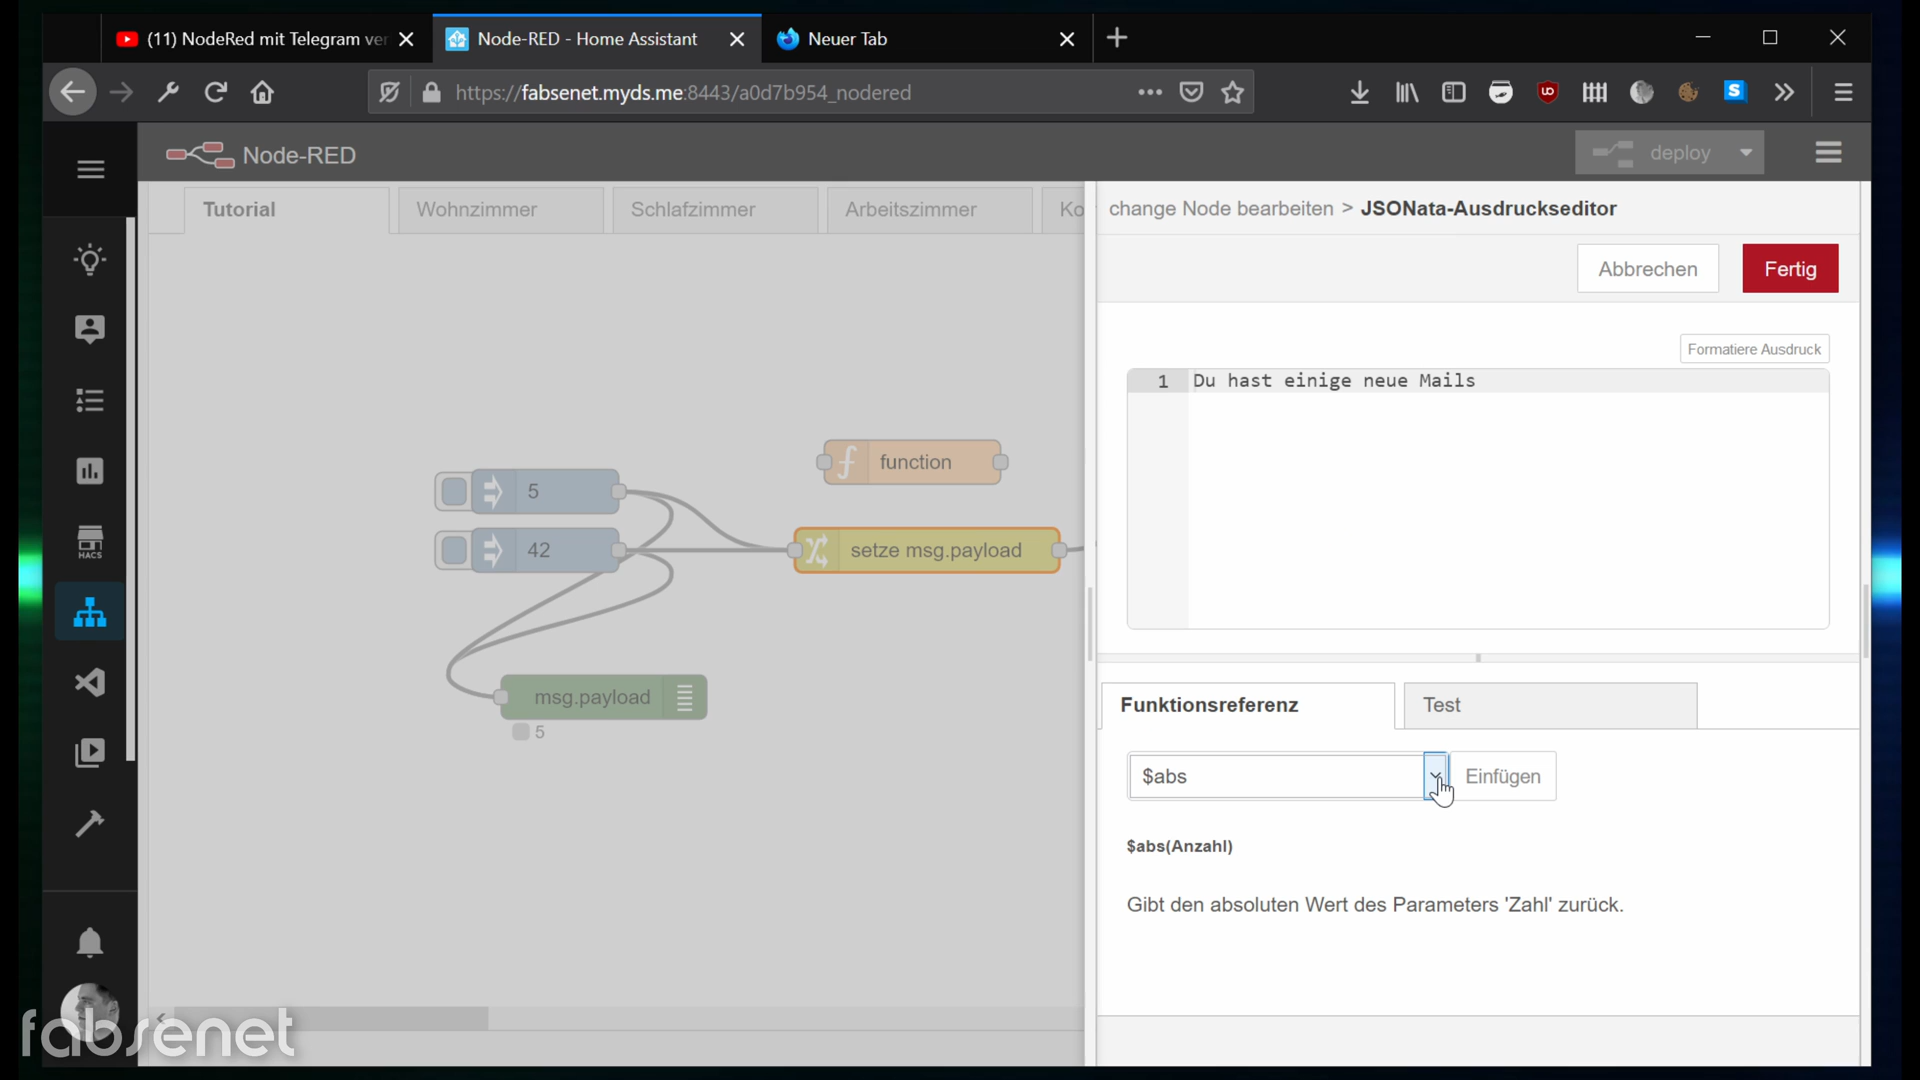 (11) NodeRed mit Telegram ver
Node-RED - Home Assistant
Neuer Tab
https://fabsenet.myds.me:8443/a0d7b954_nodered
Node-RED
deploy
Tutorial
Wohnzimmer
Schlafzimmer
Arbeitszimmer
Ko
change Node bearbeiten > JSONata-Ausdruckseditor
Abbrechen
Fertig
Formatiere Ausdruck
1 Du hast einige neue Mails
function
5
42
setze msg.payload
msg.payload
5
HACS
Funktionsreferenz
Test
$abs
Einfügen
$abs(Anzahl)
Gibt den absoluten Wert des Parameters 'Zahl' zurück.
fabsenet